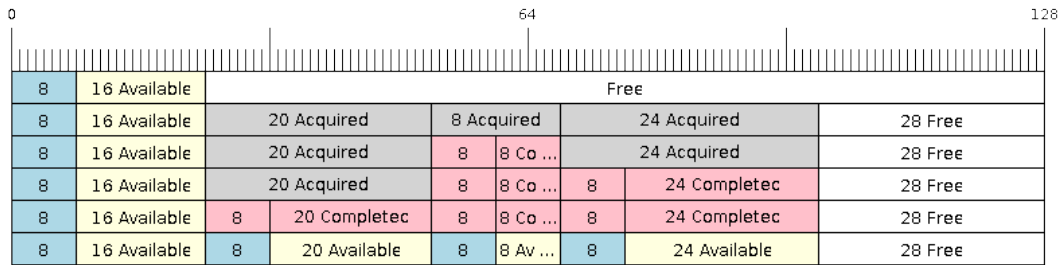 0 64 128
8 16 Available Free
8 16 Available 20 Acquired 8 Acquired 24 Acquired 28 Free
8 16 Available 20 Acquired 8 8 Co ... 24 Acquired 28 Free
8 16 Available 20 Acquired 8 8 Co ... 8 24 Completec 28 Free
8 16 Available 8 20 Completec 8 8 Co ... 8 24 Completec 28 Free
8 16 Available 8 20 Available 8 8 Av ... 8 24 Available 28 Free